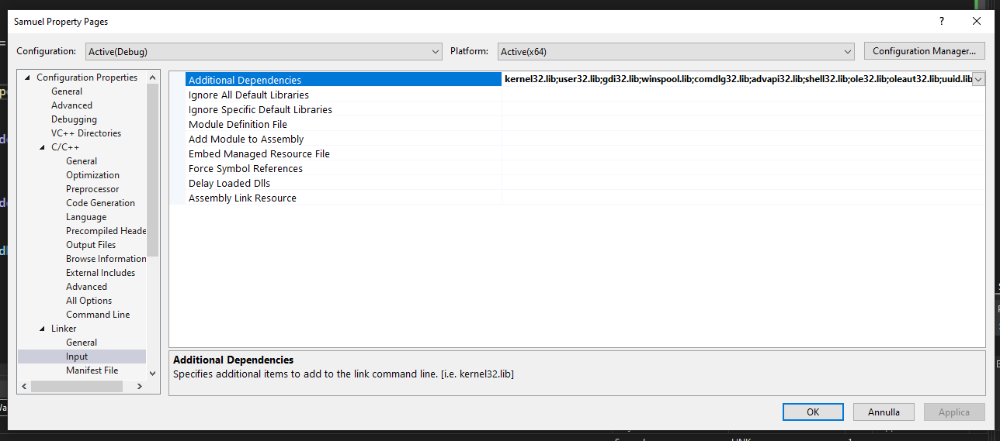 Samuel Property Pages
?
Configuration:
Active(Debug)
Platform:
Active(x64)
Configuration Manager...
Configuration Properties
General
Advanced
Debugging
VC++ Directories
C/C++
General
Optimization
Preprocessor
Code Generation
Language
Precompiled Heade
Output Files
Browse Information
External Includes
Advanced
All Options
Command Line
Linker
General
Input
Manifest File
Additional Dependencies kernel32.lib;user32.lib;gdi32.lib;winspool.lib;comdlg32.lib;advapi32.lib;shell32.lib;ole32.lib;oleaut32.lib;uuid.lib
Ignore All Default Libraries
Ignore Specific Default Libraries
Module Definition File
Add Module to Assembly
Embed Managed Resource File
Force Symbol References
Delay Loaded Dlls
Assembly Link Resource
Additional Dependencies
Specifies additional items to add to the link command line. [i.e. kernel32.lib]
OK
Annulla
Applica